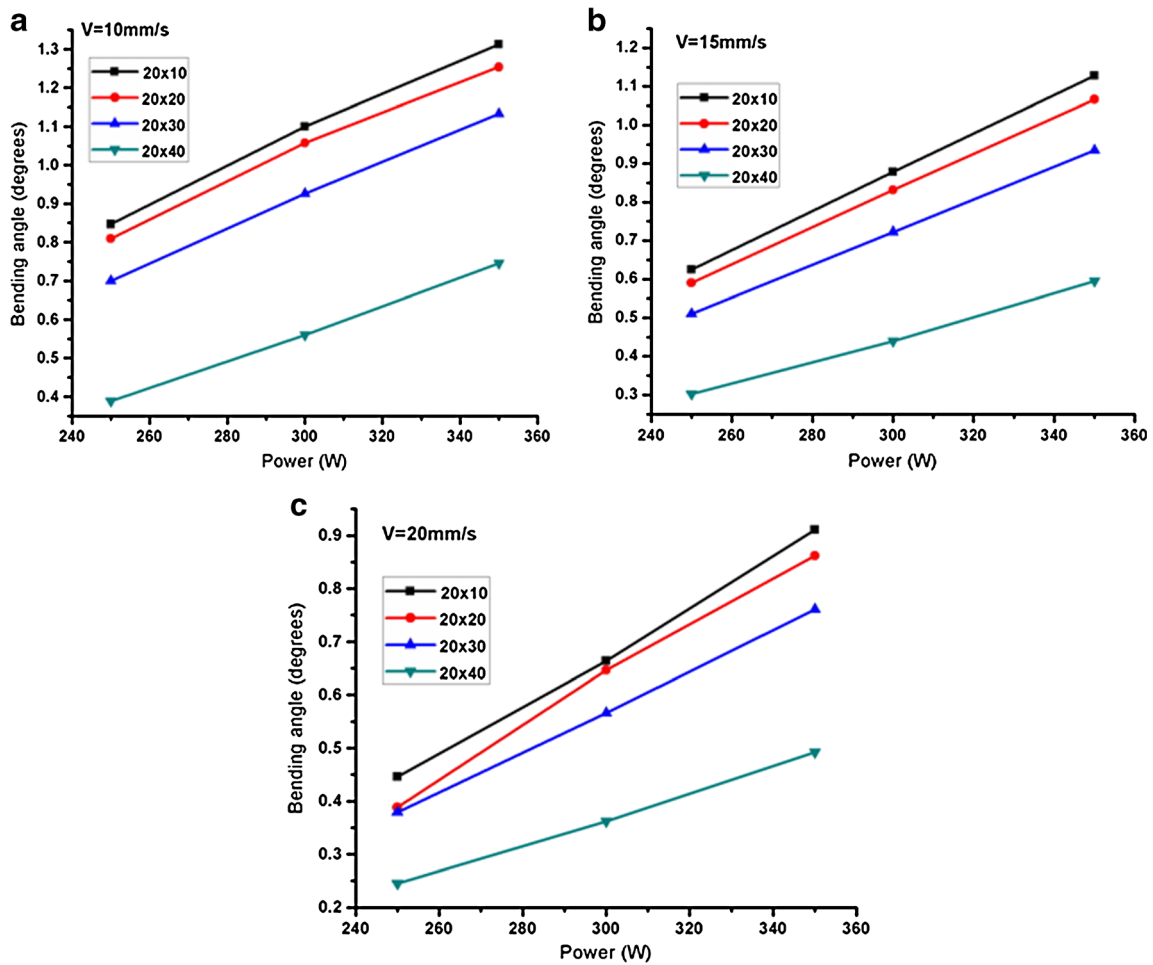 a
V=10mm/s
20x10
20x20
20x30
20x40
1.3
1.2
1.1
1.0
0.9
0.8
0.7
0.6
0.5
0.4
Bending angle (degrees)
240 260 280 300 320 340 360
Power (W)
b
V=15mm/s
20x10
20x20
20x30
20x40
1.2
1.1
1.0
0.9
0.8
0.7
0.6
0.5
0.4
0.3
Bending angle (degrees)
240 260 280 300 320 340 360
Power (W)
c
V=20mm/s
20x10
20x20
20x30
20x40
0.9
0.8
0.7
0.6
0.5
0.4
0.3
0.2
Bending angle (degrees)
240 260 280 300 320 340 360
Power (W)